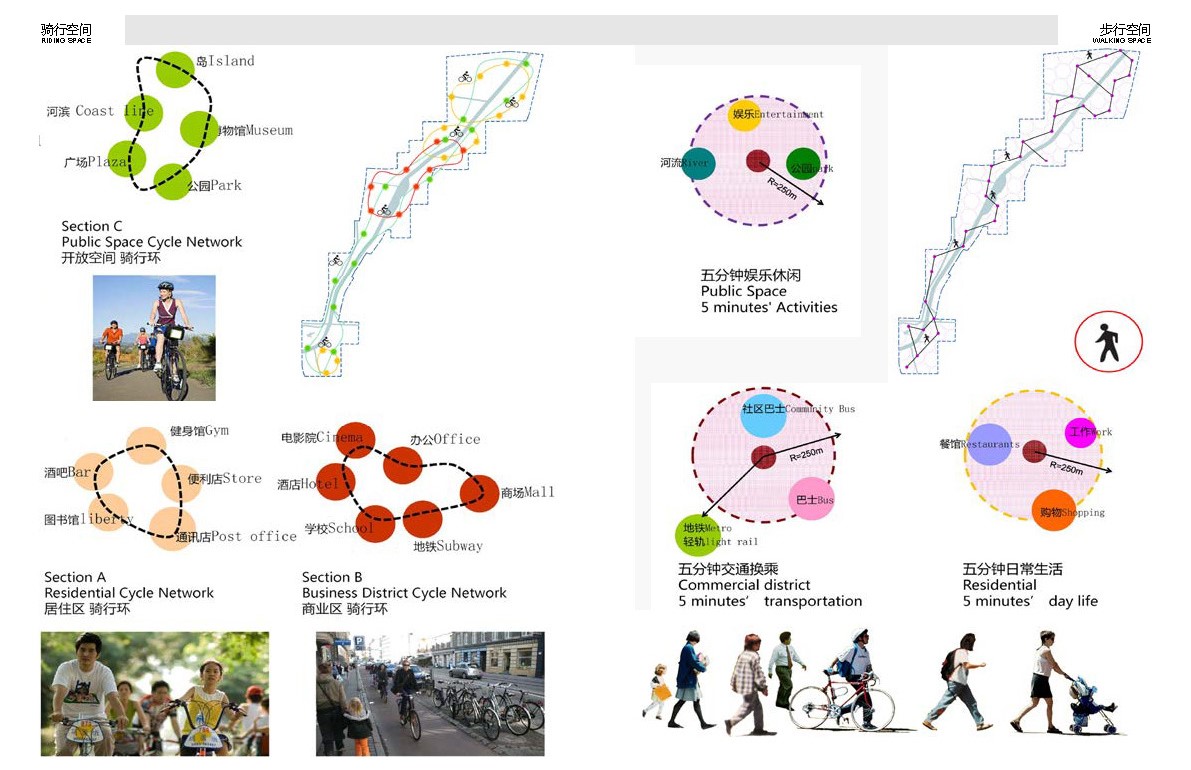 骑行空间
RIDING SPACE
步行空间
WALKING SPACE
岛Island
河滨 Coast line
博物馆Museum
广场Plaza
公园Park
Section C
Public Space Cycle Network
开放空间 骑行环
娱乐Entertainment
河流River
公园park
R=250m
五分钟娱乐休闲
Public Space
5 minutes' Activities
健身馆Gym
酒吧Bar
便利店Store
图书馆liberty
通讯店Post office
Section A
Residential Cycle Network
居住区 骑行环
电影院Cinema
办公Office
酒店Hotel
商场Mall
学校School
地铁Subway
Section B
Business District Cycle Network
商业区 骑行环
社区巴士Community Bus
R=250m
巴士Bus
地铁Metro
轻轨light rail
五分钟交通换乘
Commercial district
5 minutes’ transportation
餐馆Restaurants
工作Work
R=250m
购物Shopping
五分钟日常生活
Residential
5 minutes’ day life